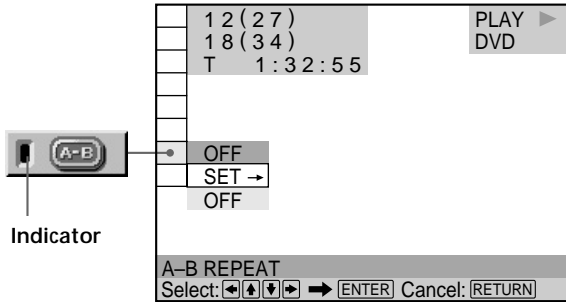 12(27)
18(34)
T 1:32:55
PLAY ▶
DVD
A-B
OFF
SET →
OFF
Indicator
A–B REPEAT
Select: ← ↑ ↓ → ➡ ENTER Cancel: RETURN